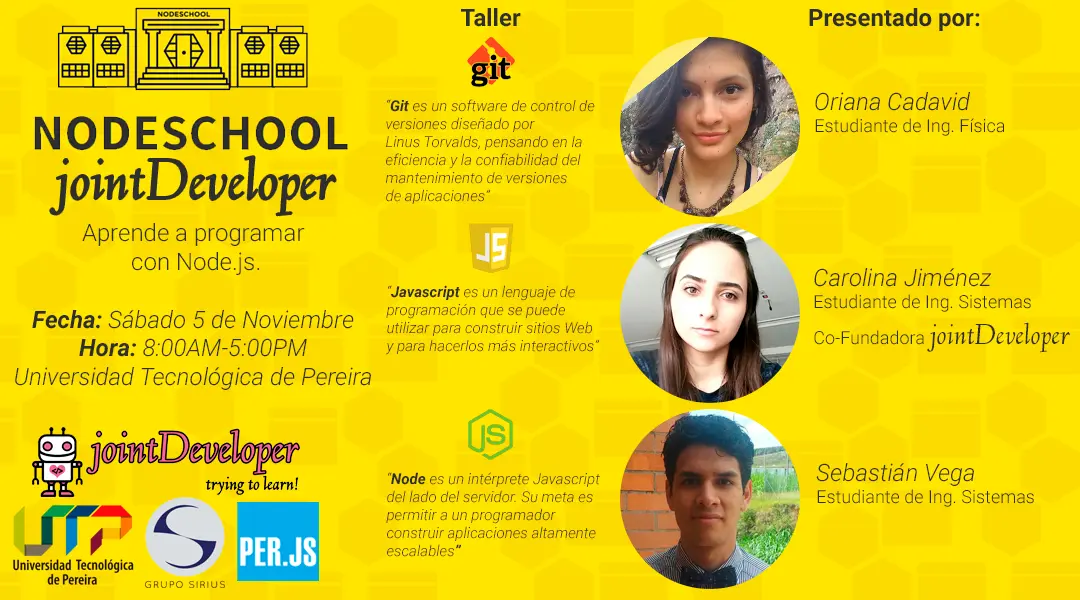 NODESCHOOL
NODESCHOOL
jointDeveloper
Aprende a programar
con Node.js.
Fecha: Sábado 5 de Noviembre
Hora: 8:00AM-5:00PM
Universidad Tecnológica de Pereira
jointDeveloper
trying to learn!
UTP
Universidad Tecnológica
de Pereira
S
GRUPO SIRIUS
PER.JS
Taller
git
“Git es un software de control de
versiones diseñado por
Linus Torvalds, pensando en la
eficiencia y la confiabilidad del
mantenimiento de versiones
de aplicaciones”
JS
“Javascript es un lenguaje de
programación que se puede
utilizar para construir sitios Web
y para hacerlos más interactivos”
JS
“Node es un intérprete Javascript
del lado del servidor. Su meta es
permitir a un programador
construir aplicaciones altamente
escalables”
Presentado por:
Oriana Cadavid
Estudiante de Ing. Física
Carolina Jiménez
Estudiante de Ing. Sistemas
Co-Fundadora jointDeveloper
Sebastián Vega
Estudiante de Ing. Sistemas